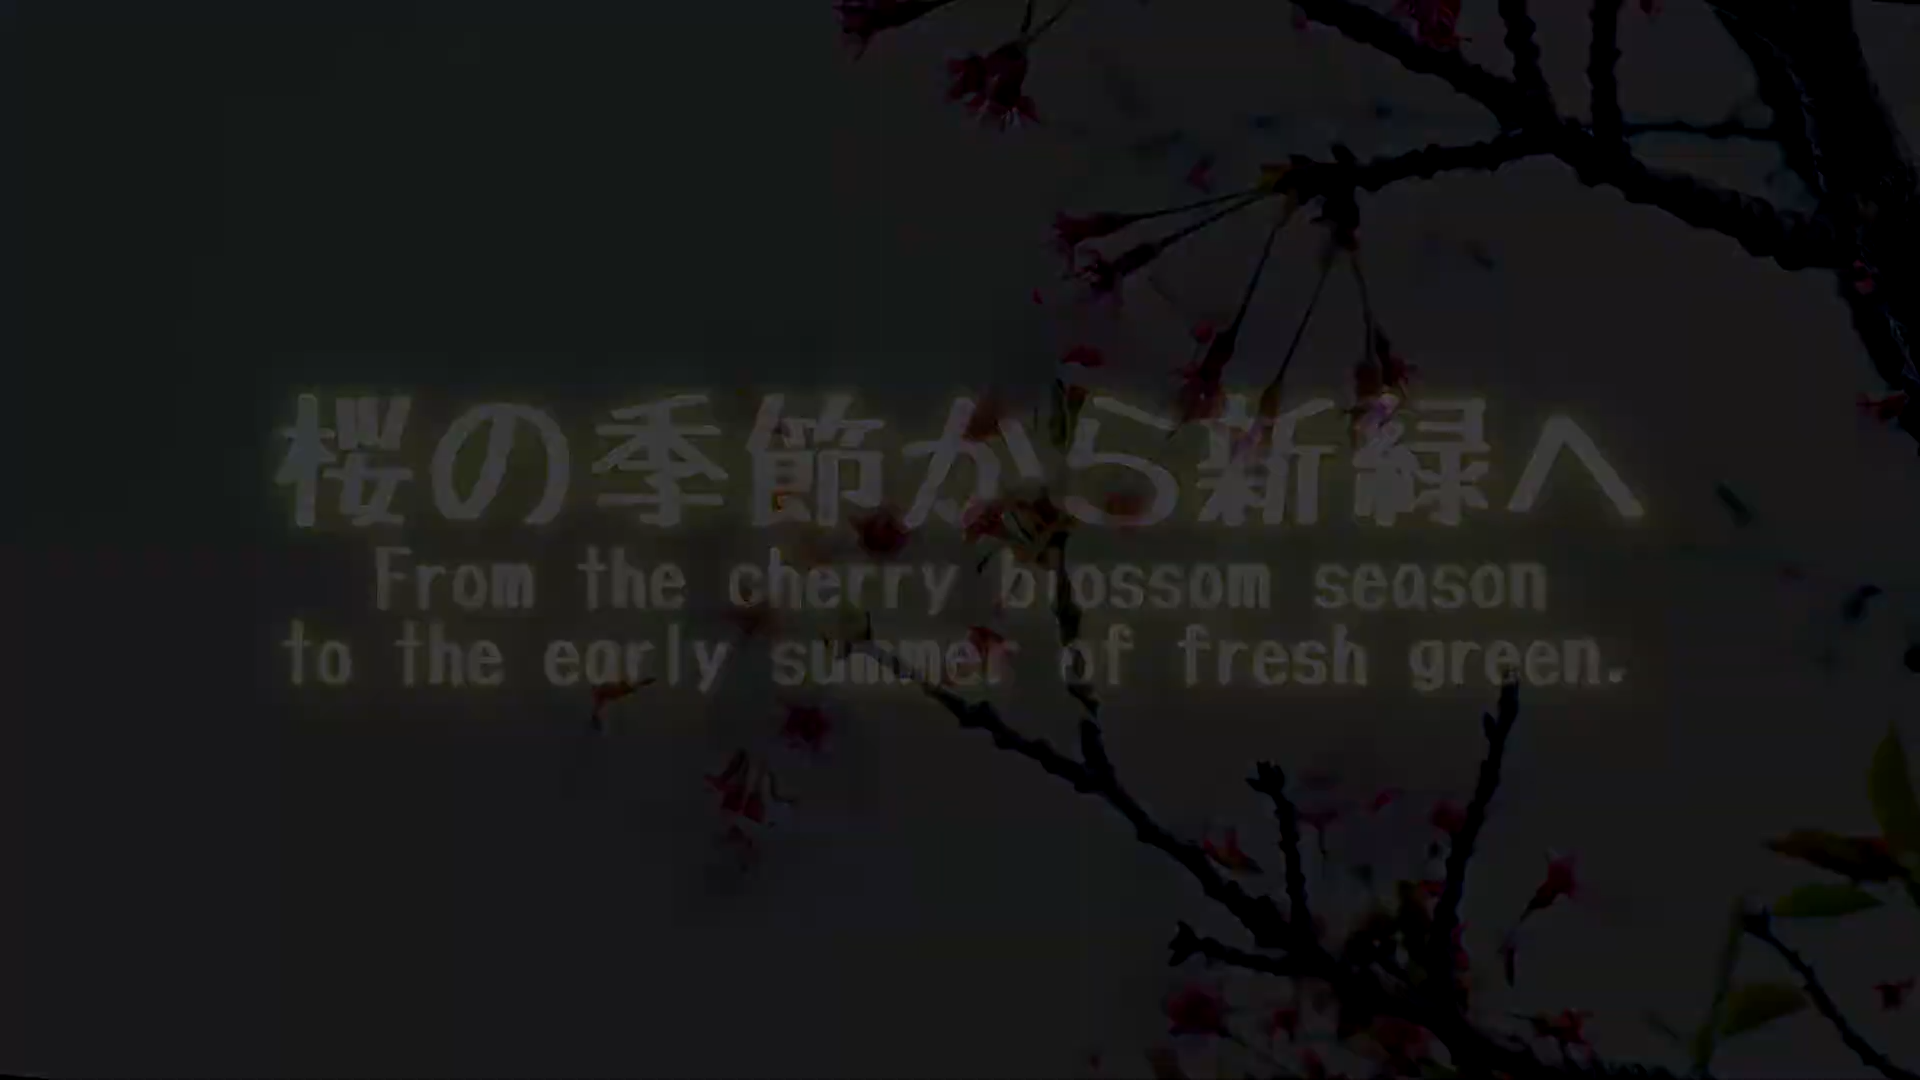 桜の季節から新緑へ
From the cherry blossom season
to the early summer of fresh green.